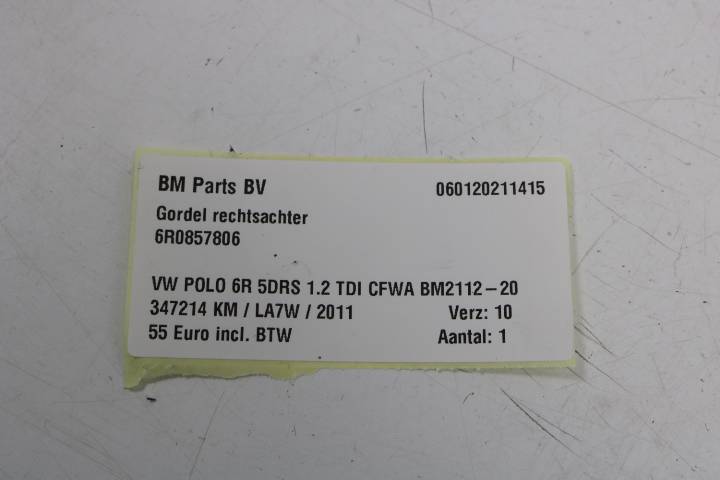 BM Parts BV 060120211415
Gordel rechtsachter
6R0857806
VW POLO 6R 5DRS 1.2 TDI CFWA BM2112-20
347214 KM / LA7W / 2011 Verz: 10
55 Euro incl. BTW Aantal: 1